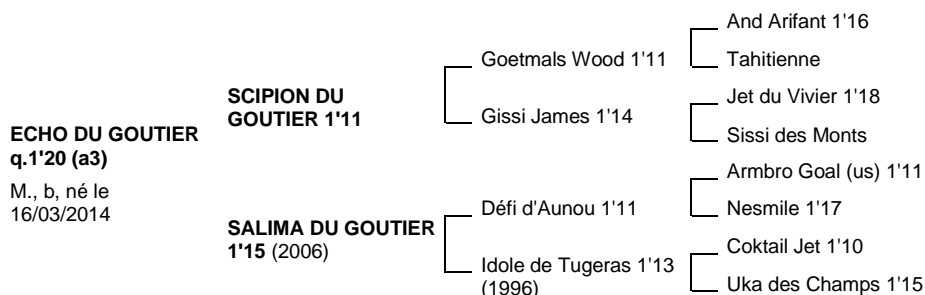 And Arifant 1'16
Goetmals Wood 1'11
Tahitienne
SCIPION DU
GOUTIER 1'11
Jet du Vivier 1'18
Gissi James 1'14
Sissi des Monts
ECHO DU GOUTIER
q.1'20 (a3)
M., b, né le
16/03/2014
Armbro Goal (us) 1'11
Défi d'Aunou 1'11
Nesmile 1'17
SALIMA DU GOUTIER
1'15 (2006)
Coktail Jet 1'10
Idole de Tugeras 1'13
(1996)
Uka des Champs 1'15